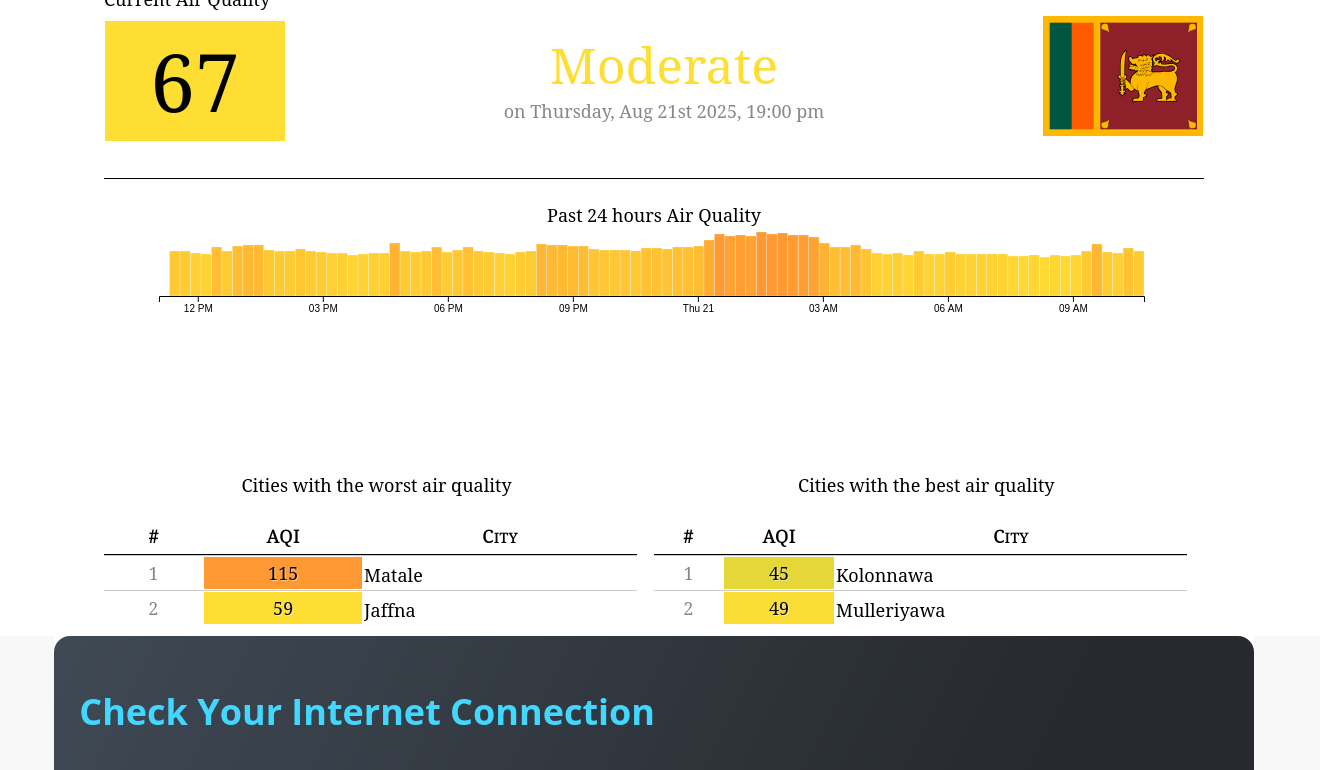 Current Air Quality
67
Moderate
on Thursday, Aug 21st 2025, 19:00 pm
Past 24 hours Air Quality
12 PM 03 PM 06 PM 09 PM Thu 21 03 AM 06 AM 09 AM
Cities with the worst air quality
# AQI City
1 115 Matale
2 59 Jaffna
Cities with the best air quality
# AQI City
1 45 Kolonnawa
2 49 Mulleriyawa
Check Your Internet Connection